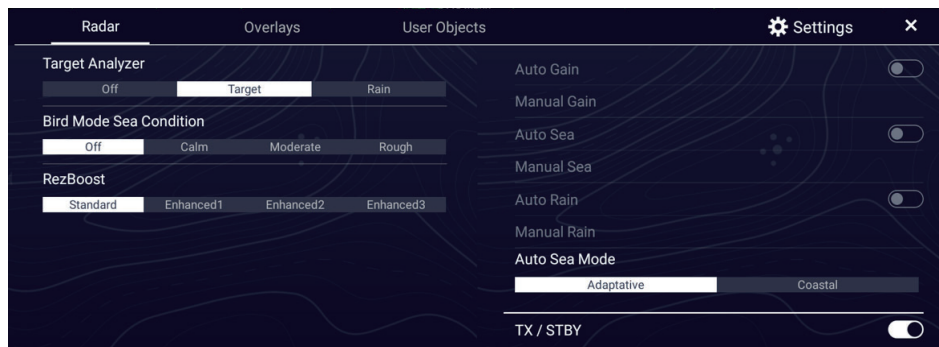 Radar Overlays User Objects Settings ×
Target Analyzer
Off Target Rain
Bird Mode Sea Condition
Off Calm Moderate Rough
RezBoost
Standard Enhanced1 Enhanced2 Enhanced3
Auto Gain
Manual Gain
Auto Sea
Manual Sea
Auto Rain
Manual Rain
Auto Sea Mode
Adaptative Coastal
TX / STBY